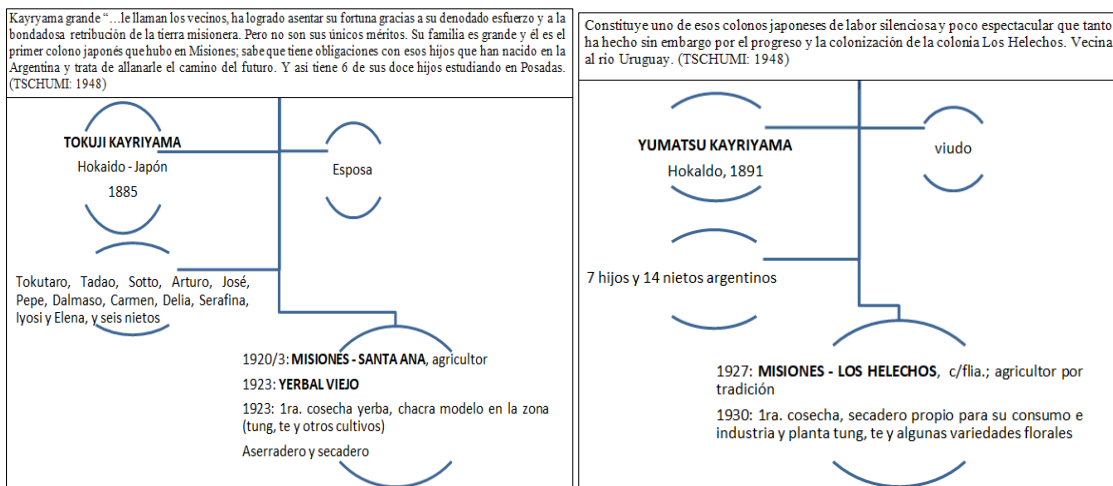 Kayryama grande “…le llaman los vecinos, ha logrado asentar su fortuna gracias a su denodado esfuerzo y a la
bondadosa retribución de la tierra misionera. Pero no son sus únicos méritos. Su familia es grande y él es el
primer colono japonés que hubo en Misiones; sabe que tiene obligaciones con esos hijos que han nacido en la
Argentina y trata de allanarle el camino del futuro. Y asi tiene 6 de sus doce hijos estudiando en Posadas.
(TSCHUMI: 1948)
TOKUJI KAYRIYAMA
Hokaido - Japón
1885
Esposa
Tokutaro, Tadao, Sotto, Arturo, José,
Pepe, Dalmaso, Carmen, Delia, Serafina,
Iyosi y Elena, y seis nietos
1920/3: MISIONES - SANTA ANA, agricultor
1923: YERBAL VIEJO
1923: 1ra. cosecha yerba, chacra modelo en la zona
(tung, te y otros cultivos)
Aserradero y secadero
Constituye uno de esos colonos japoneses de labor silenciosa y poco espectacular que tanto
ha hecho sin embargo por el progreso y la colonización de la colonia Los Helechos. Vecina
al rio Uruguay. (TSCHUMI: 1948)
YUMATSU KAYRIYAMA
Hokaldo, 1891
viudo
7 hijos y 14 nietos argentinos
1927: MISIONES - LOS HELECHOS, c/flia.; agricultor por
tradición
1930: 1ra. cosecha, secadero propio para su consumo e
industria y planta tung, te y algunas variedades florales